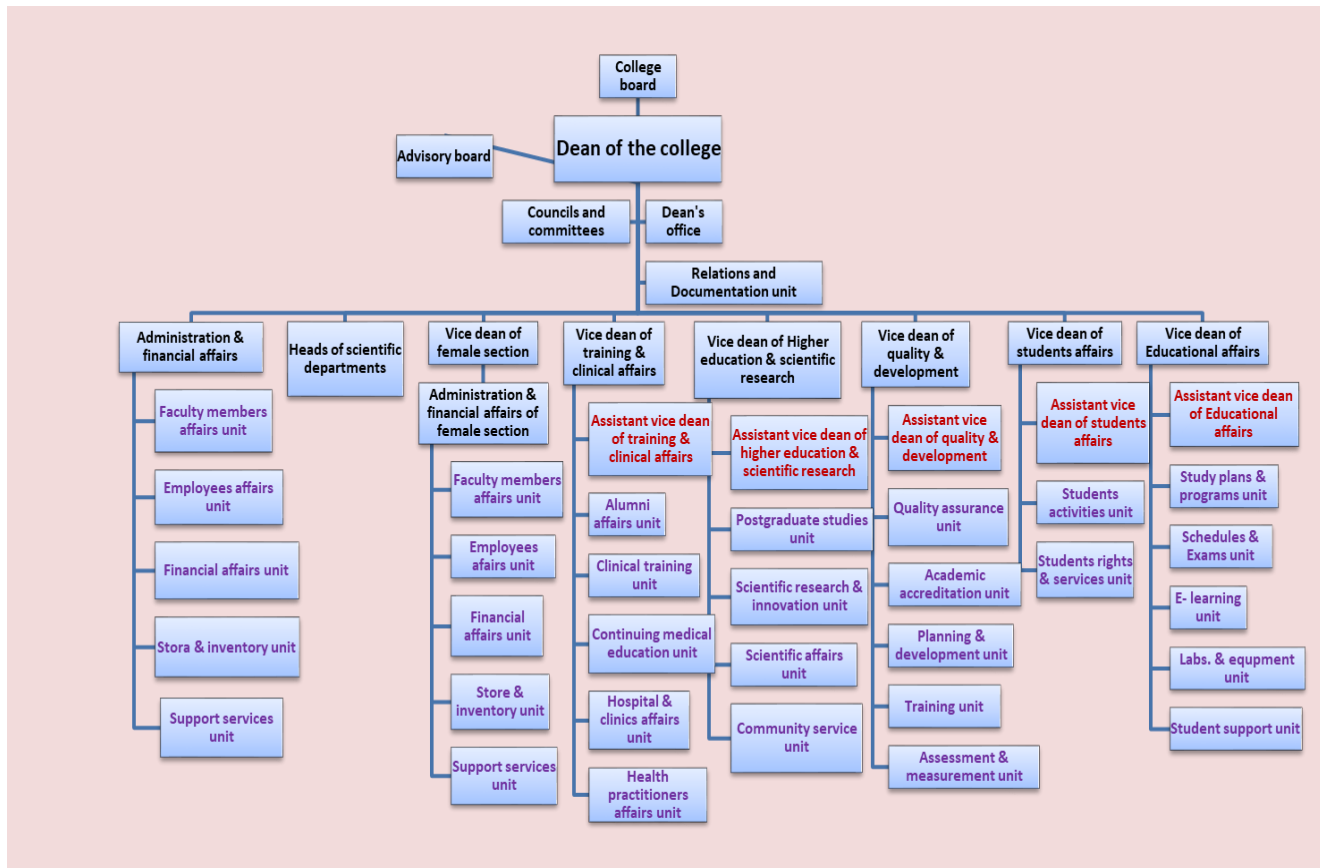 College
board
Dean of the college
Advisory board
Councils and
committees
Dean's
office
Relations and
Documentation unit
Administration &
financial affairs
Faculty members
affairs unit
Employees affairs
unit
Financial affairs unit
Stora & inventory unit
Support services
unit
Heads of scientific
departments
Vice dean of
female section
Administration &
financial affairs of
female section
Faculty members
affairs unit
Employees
afairs unit
Financial
affairs unit
Store &
inventory unit
Support services
unit
Vice dean of
training &
clinical affairs
Assistant vice dean
of training &
clinical affairs
Alumni
affairs unit
Clinical training
unit
Continuing medical
education unit
Hospital &
clinics affairs
unit
Health
practitioners
affairs unit
Vice dean of Higher
education & scientific
research
Assistant vice dean of
higher education &
scientific research
Postgraduate studies
unit
Scientific research &
innovation unit
Scientific affairs
unit
Community service
unit
Vice dean of
quality &
development
Assistant vice
dean of quality &
development
Quality assurance
unit
Academic
accreditation unit
Planning &
development unit
Training unit
Assessment &
measurement unit
Vice dean of
students affairs
Assistant vice
dean of students
affairs
Students
activities unit
Students rights
& services unit
Vice dean of
Educational affairs
Assistant vice dean
of Educational
affairs
Study plans &
programs unit
Schedules &
Exams unit
E- learning
unit
Labs. & equpment
unit
Student support unit